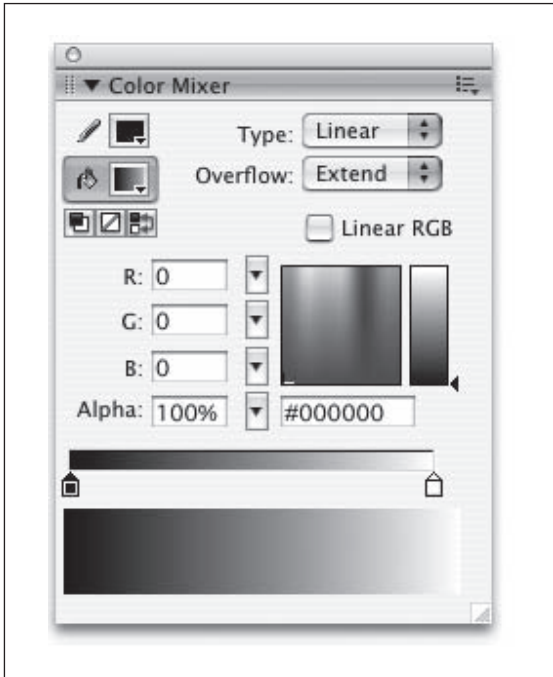 Color Mixer
Type: Linear
Overflow: Extend
Linear RGB
R: 0
G: 0
B: 0
Alpha: 100% #000000